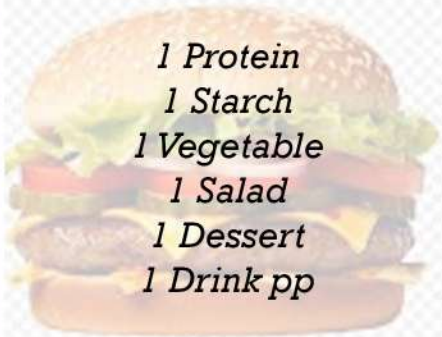 1 Protein
1 Starch
1 Vegetable
1 Salad
1 Dessert
1 Drink pp